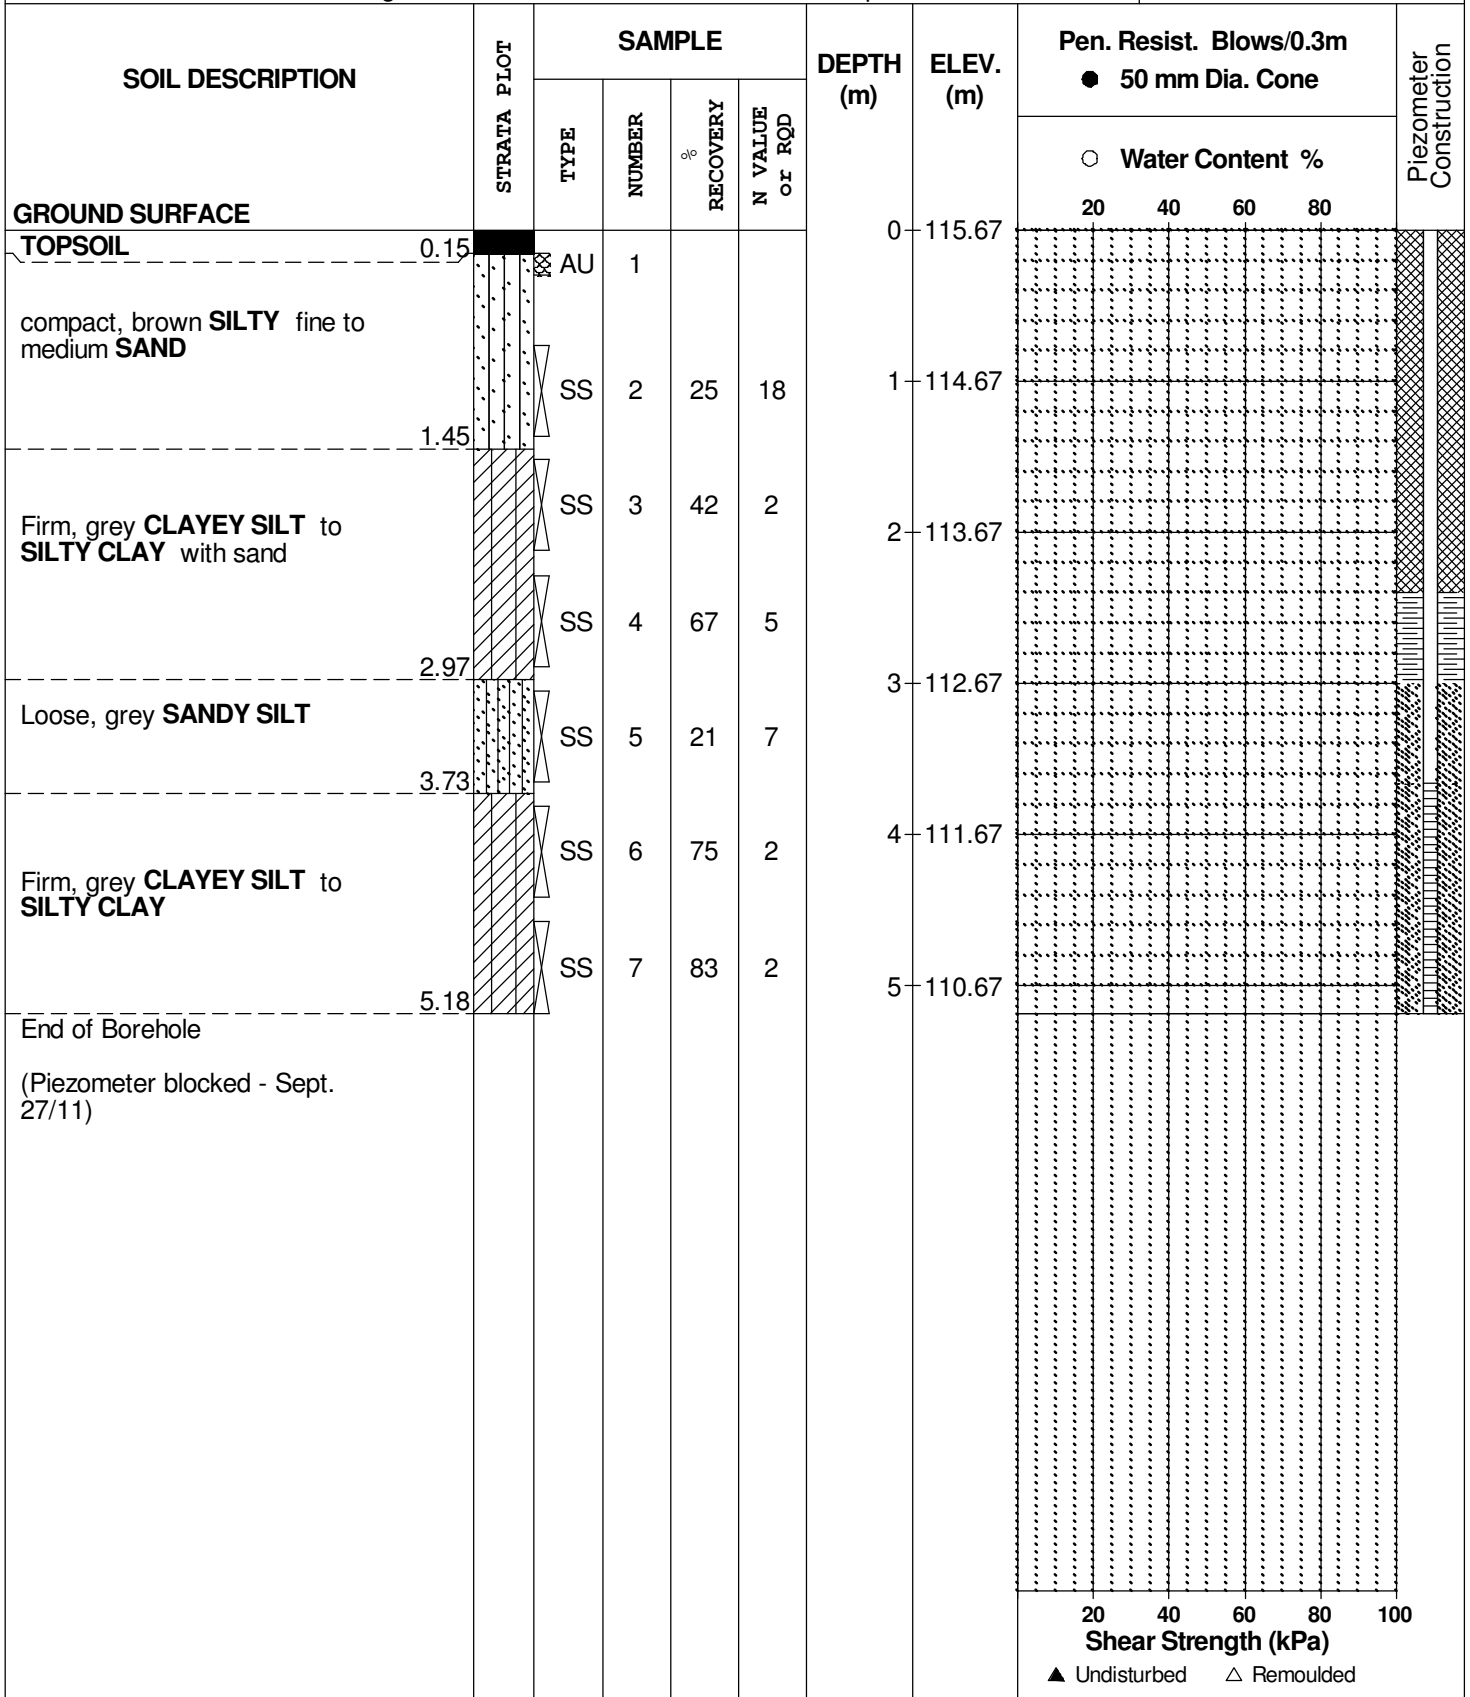 SOIL DESCRIPTION
STRATA PLOT
SAMPLE
TYPE
NUMBER
% RECOVERY
N VALUE or RQD
DEPTH (m)
ELEV. (m)
Pen. Resist. Blows/0.3m
● 50 mm Dia. Cone
○ Water Content %
Piezometer Construction
20 40 60 80
GROUND SURFACE
0 115.67
TOPSOIL 0.15
AU 1
compact, brown SILTY fine to
medium SAND
SS 2 25 18
1 114.67
1.45
SS 3 42 2
Firm, grey CLAYEY SILT to
SILTY CLAY with sand
2 113.67
SS 4 67 5
2.97
3 112.67
Loose, grey SANDY SILT
SS 5 21 7
3.73
4 111.67
SS 6 75 2
Firm, grey CLAYEY SILT to
SILTY CLAY
SS 7 83 2
5 110.67
5.18
End of Borehole
(Piezometer blocked - Sept.
27/11)
20 40 60 80 100
Shear Strength (kPa)
▲ Undisturbed △ Remoulded